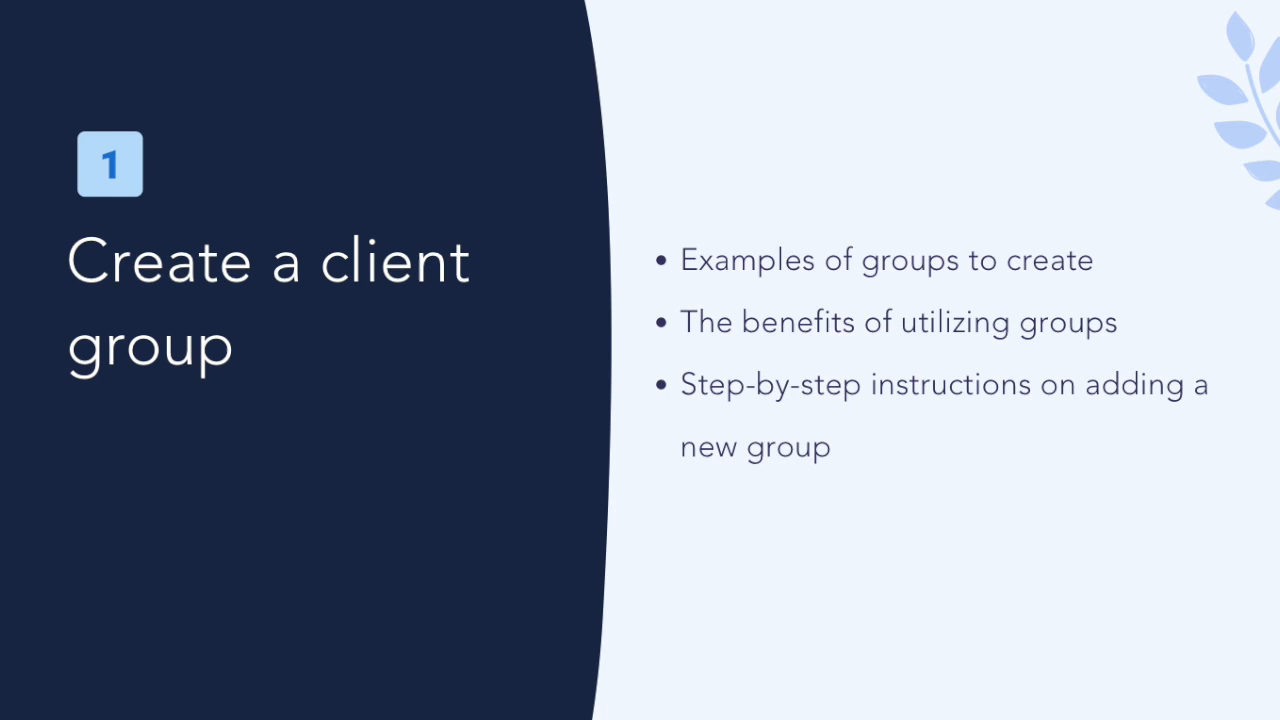 1
Create a client
group
• Examples of groups to create
• The benefits of utilizing groups
• Step-by-step instructions on adding a
new group